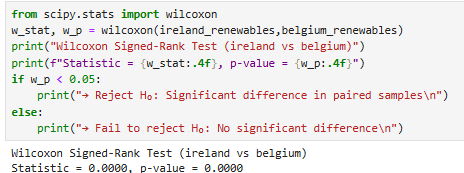 from scipy.stats import wilcoxon
w_stat, w_p = wilcoxon(ireland_renewables,belgium_renewables)
print("Wilcoxon Signed-Rank Test (ireland vs belgium)")
print(f"Statistic = {w_stat:.4f}, p-value = {w_p:.4f}")
if w_p < 0.05:
    print("→ Reject H₀: Significant difference in paired samples\n")
else:
    print("→ Fail to reject H₀: No significant difference\n")
Wilcoxon Signed-Rank Test (ireland vs belgium)
Statistic = 0.0000, p-value = 0.0000